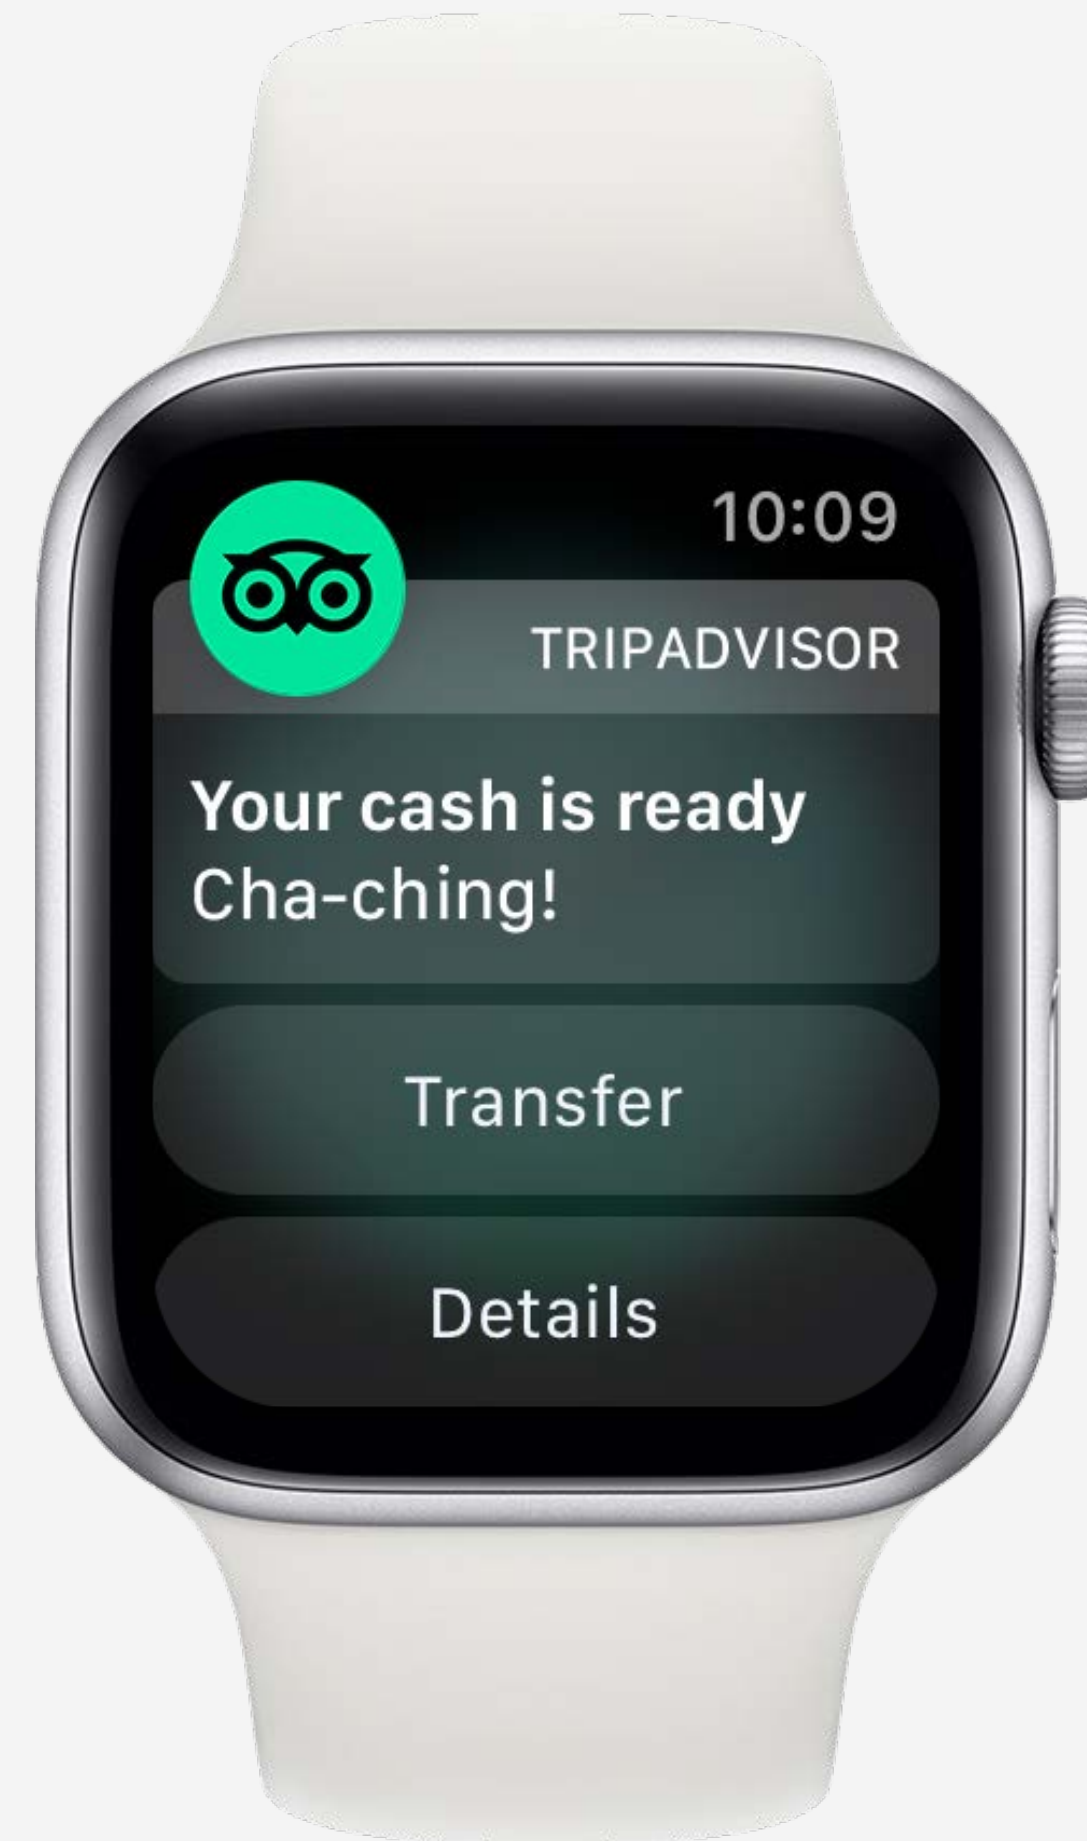 10:09
TRIPADVISOR
Your cash is ready
Cha-ching!
Transfer
Details